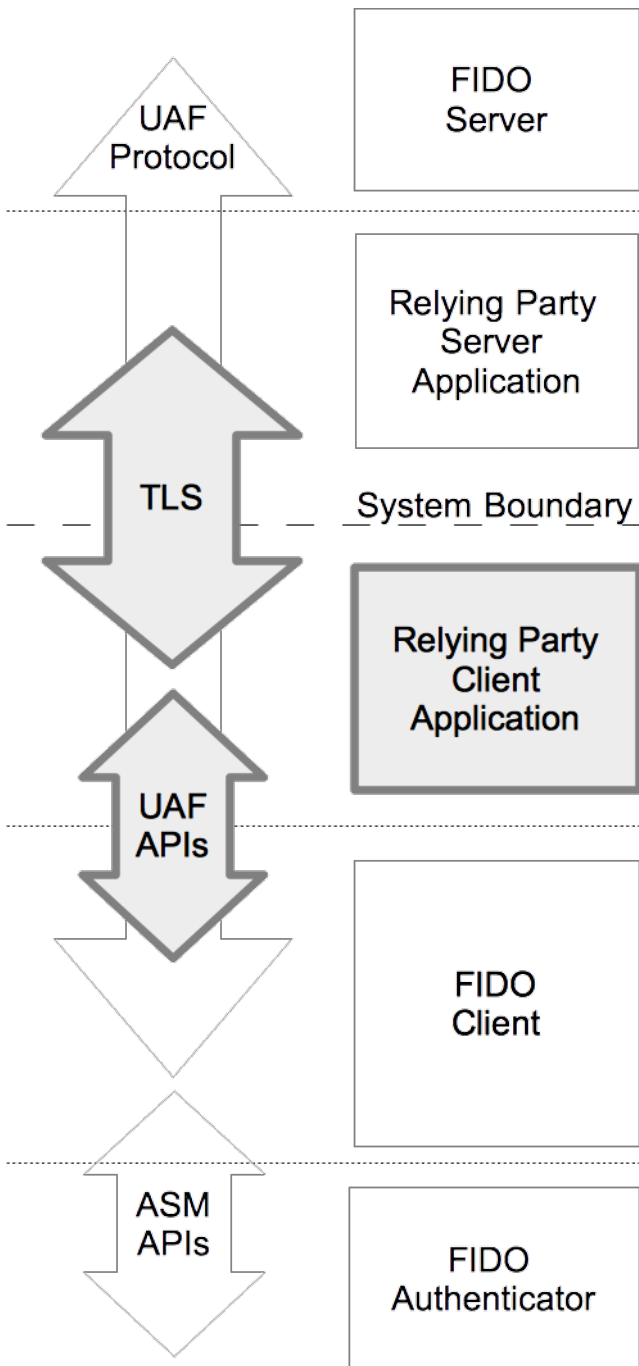 UAF
Protocol
FIDO
Server
Relying Party
Server
Application
TLS
System Boundary
Relying Party
Client
Application
UAF
APIs
FIDO
Client
ASM
APIs
FIDO
Authenticator